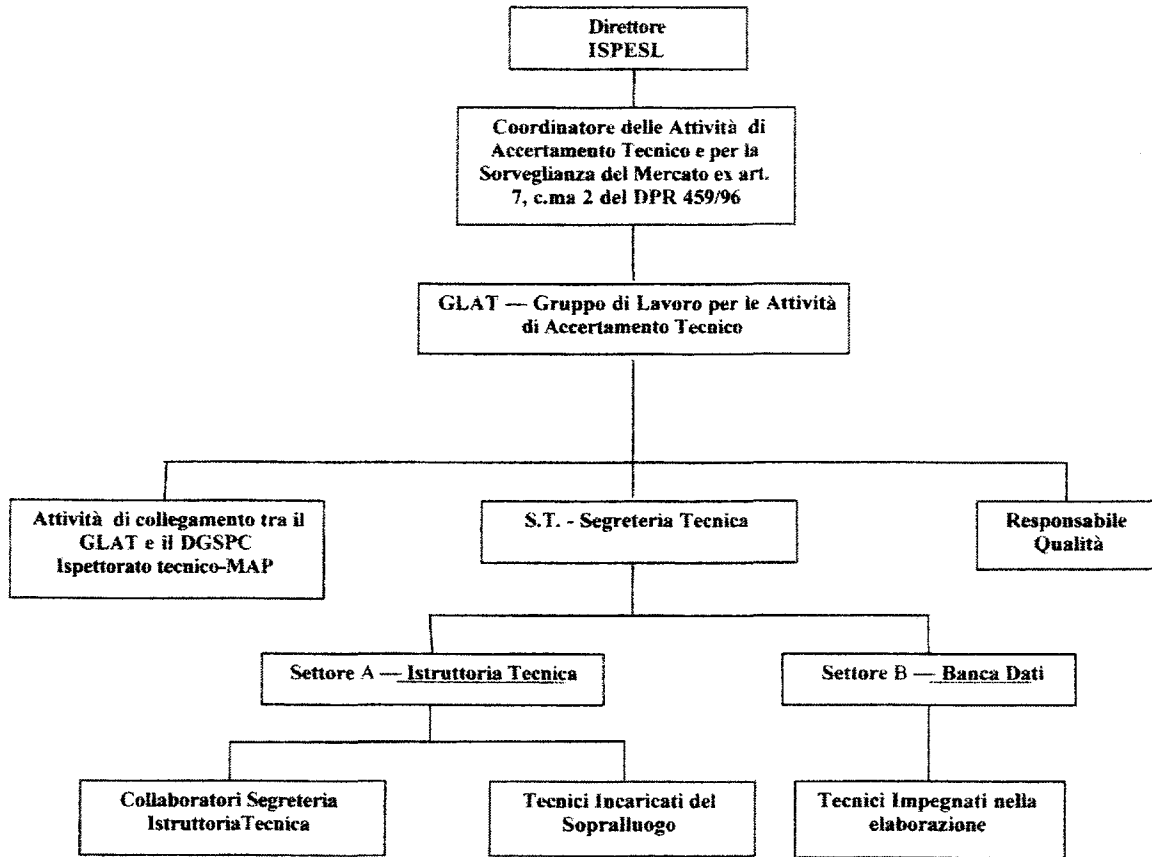 Direttore
ISPESL
Coordinatore delle Attività di
Accertamento Tecnico e per la
Sorveglianza del Mercato ex art.
7, c.ma 2 del DPR 459/96
GLAT — Gruppo di Lavoro per le Attività
di Accertamento Tecnico
Attività di collegamento tra il
GLAT e il DGSPC
Ispettorato tecnico-MAP
S.T. - Segreteria Tecnica
Responsabile
Qualità
Settore A — Istruttoria Tecnica
Settore B — Banca Dati
Collaboratori Segreteria
IstruttoriaTecnica
Tecnici Incaricati del
Sopralluogo
Tecnici Impegnati nella
elaborazione